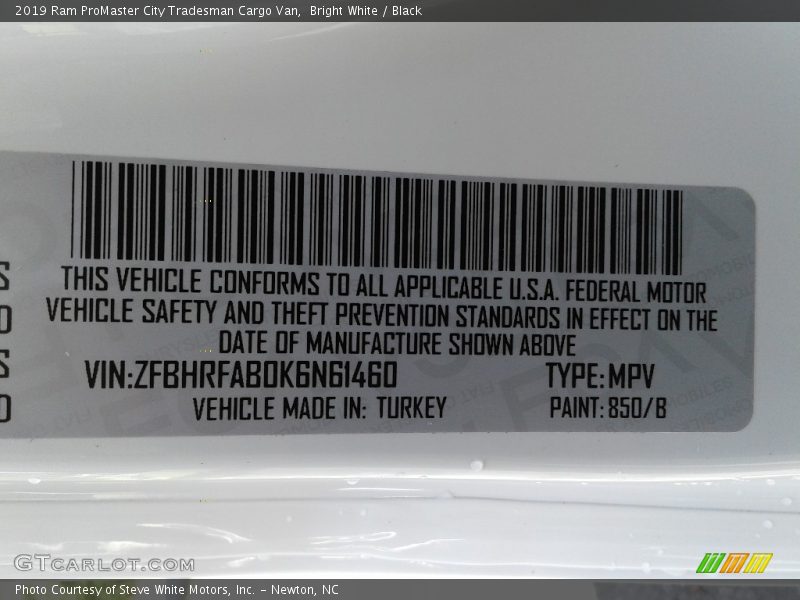 2019 Ram ProMaster City Tradesman Cargo Van,  Bright White / Black
THIS VEHICLE CONFORMS TO ALL APPLICABLE U.S.A. FEDERAL MOTOR
VEHICLE SAFETY AND THEFT PREVENTION STANDARDS IN EFFECT ON THE
DATE OF MANUFACTURE SHOWN ABOVE
VIN:ZFBHRFAB0K6N61460 TYPE: MPV
VEHICLE MADE IN: TURKEY PAINT: 850/B
GTCARLOT.COM
Photo Courtesy of Steve White Motors, Inc. – Newton, NC